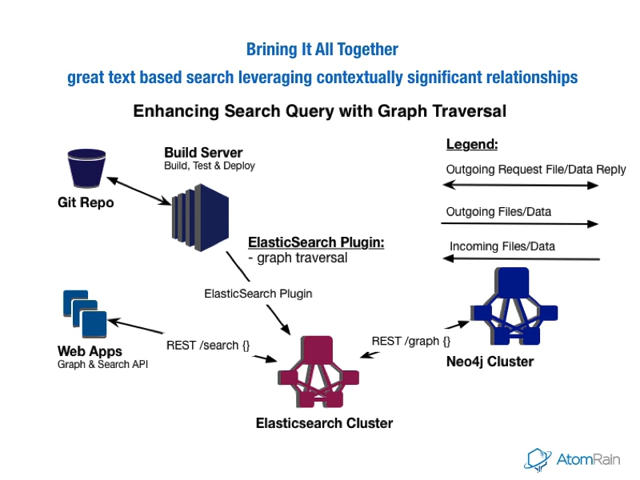 Brining It All Together
great text based search leveraging contextually significant relationships
Enhancing Search Query with Graph Traversal
Build Server
Build, Test & Deploy
Git Repo
Legend:
Outgoing Request File/Data Reply
Outgoing Files/Data
Incoming Files/Data
ElasticSearch Plugin:
- graph traversal
ElasticSearch Plugin
Web Apps
Graph & Search API
REST /search {}
REST /graph {}
Neo4j Cluster
Elasticsearch Cluster
AtomRain